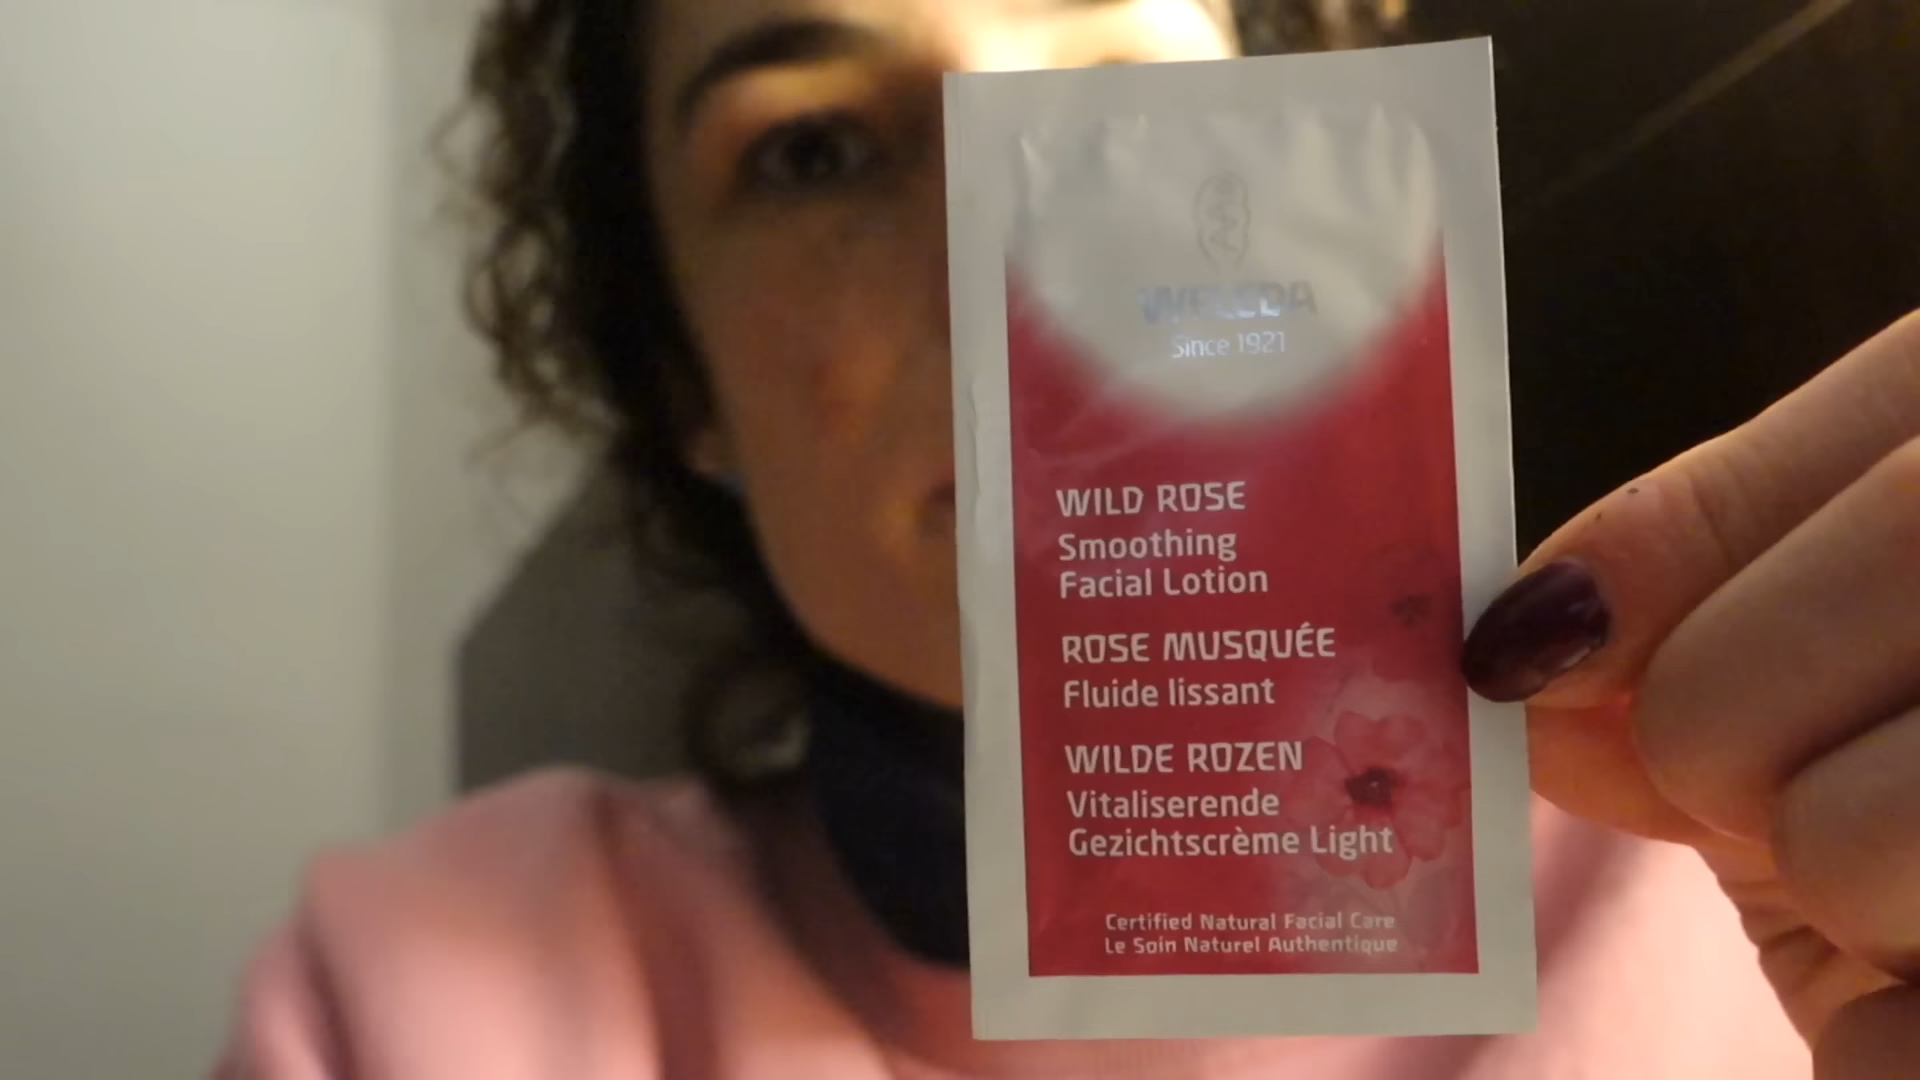 WELEDA
Since 1921
WILD ROSE
Smoothing
Facial Lotion
ROSE MUSQUÉE
Fluide lissant
WILDE ROZEN
Vitaliserende
Gezichtscrème Light
Certified Natural Facial Care
Le Soin Naturel Authentique